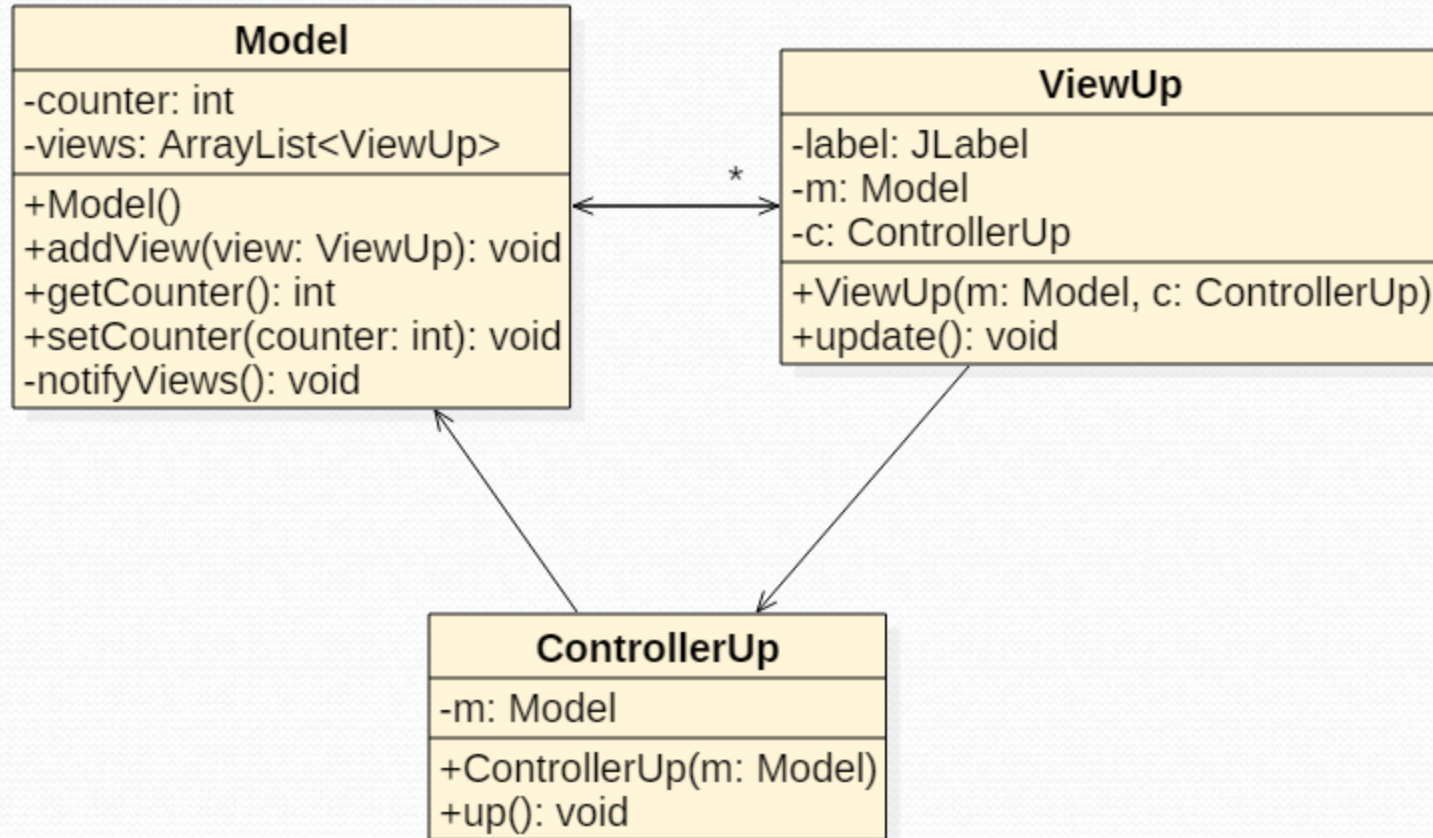 Model
-counter: int
-views: ArrayList<ViewUp>
+Model()
+addView(view: ViewUp): void
+getCounter(): int
+setCounter(counter: int): void
-notifyViews(): void
*
ViewUp
-label: JLabel
-m: Model
-c: ControllerUp
+ViewUp(m: Model, c: ControllerUp)
+update(): void
ControllerUp
-m: Model
+ControllerUp(m: Model)
+up(): void